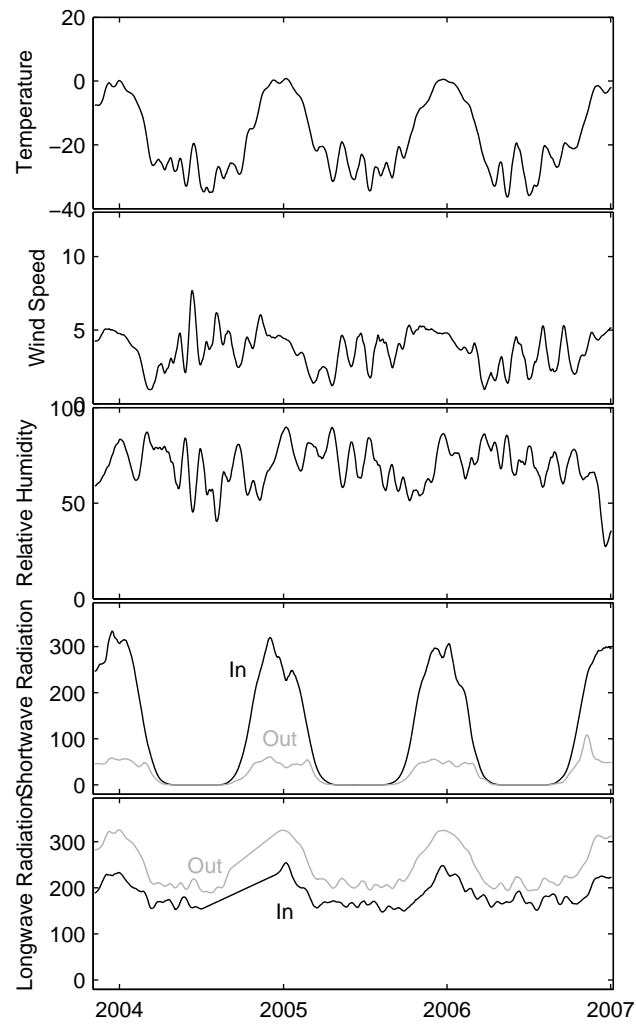 20
0
−20
−40
Temperature
10
5
0
Wind Speed
100
50
0
Relative Humidity
300
200
100
0
Shortwave Radiation
In
Out
300
200
100
0
Longwave Radiation
Out
In
2004 2005 2006 2007